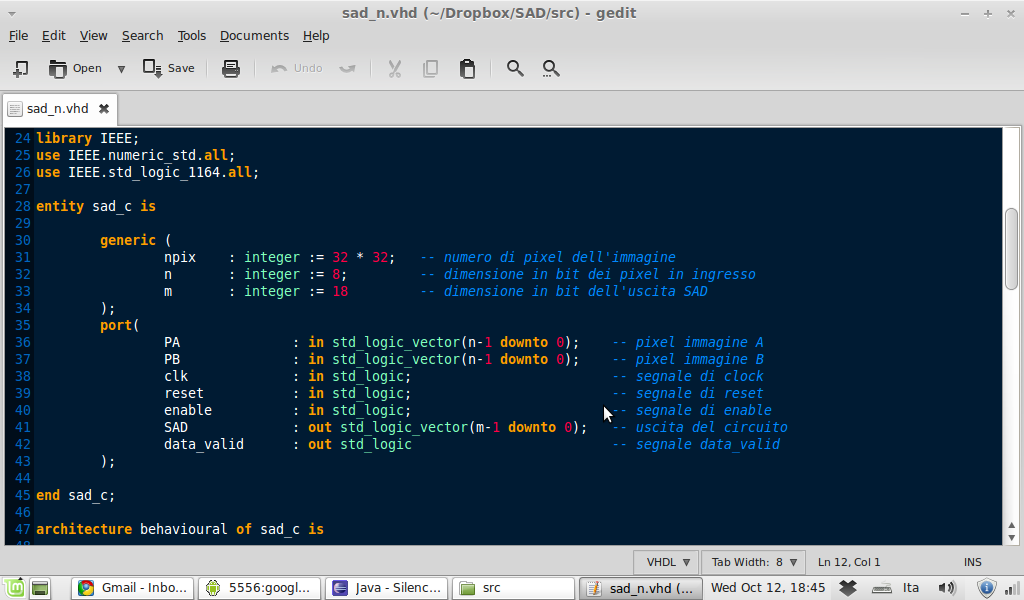 sad_n.vhd (~/Dropbox/SAD/src) - gedit
File Edit View Search Tools Documents Help
Open Save Undo
sad_n.vhd
24 library IEEE;
25 use IEEE.numeric_std.all;
26 use IEEE.std_logic_1164.all;
27
28 entity sad_c is
29
30 generic (
31 npix : integer := 32 * 32; -- numero di pixel dell'immagine
32 n : integer := 8; -- dimensione in bit dei pixel in ingresso
33 m : integer := 18 -- dimensione in bit dell'uscita SAD
34 );
35 port(
36 PA : in std_logic_vector(n-1 downto 0); -- pixel immagine A
37 PB : in std_logic_vector(n-1 downto 0); -- pixel immagine B
38 clk : in std_logic; -- segnale di clock
39 reset : in std_logic; -- segnale di reset
40 enable : in std_logic; -- segnale di enable
41 SAD : out std_logic_vector(m-1 downto 0); -- uscita del circuito
42 data_valid : out std_logic -- segnale data_valid
43 );
44
45 end sad_c;
46
47 architecture behavioural of sad_c is
VHDL Tab Width: 8 Ln 12, Col 1 INS
Gmail - Inbo... 5556:googl... Java - Silenc... src sad_n.vhd (... Wed Oct 12, 18:45 Ita